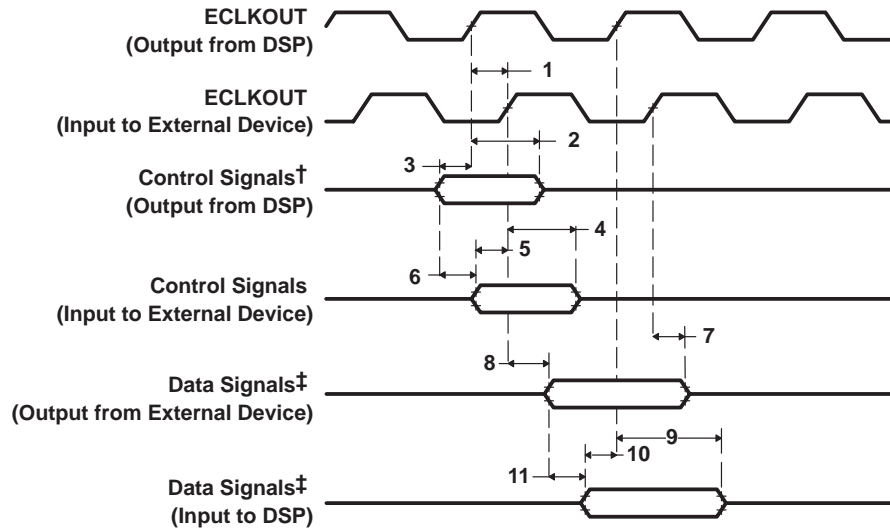 ECLKOUT
(Output from DSP)
1
ECLKOUT
(Input to External Device)
2
3
Control Signals†
(Output from DSP)
4
5
6
Control Signals
(Input to External Device)
7
8
Data Signals‡
(Output from External Device)
9
10
11
Data Signals‡
(Input to DSP)